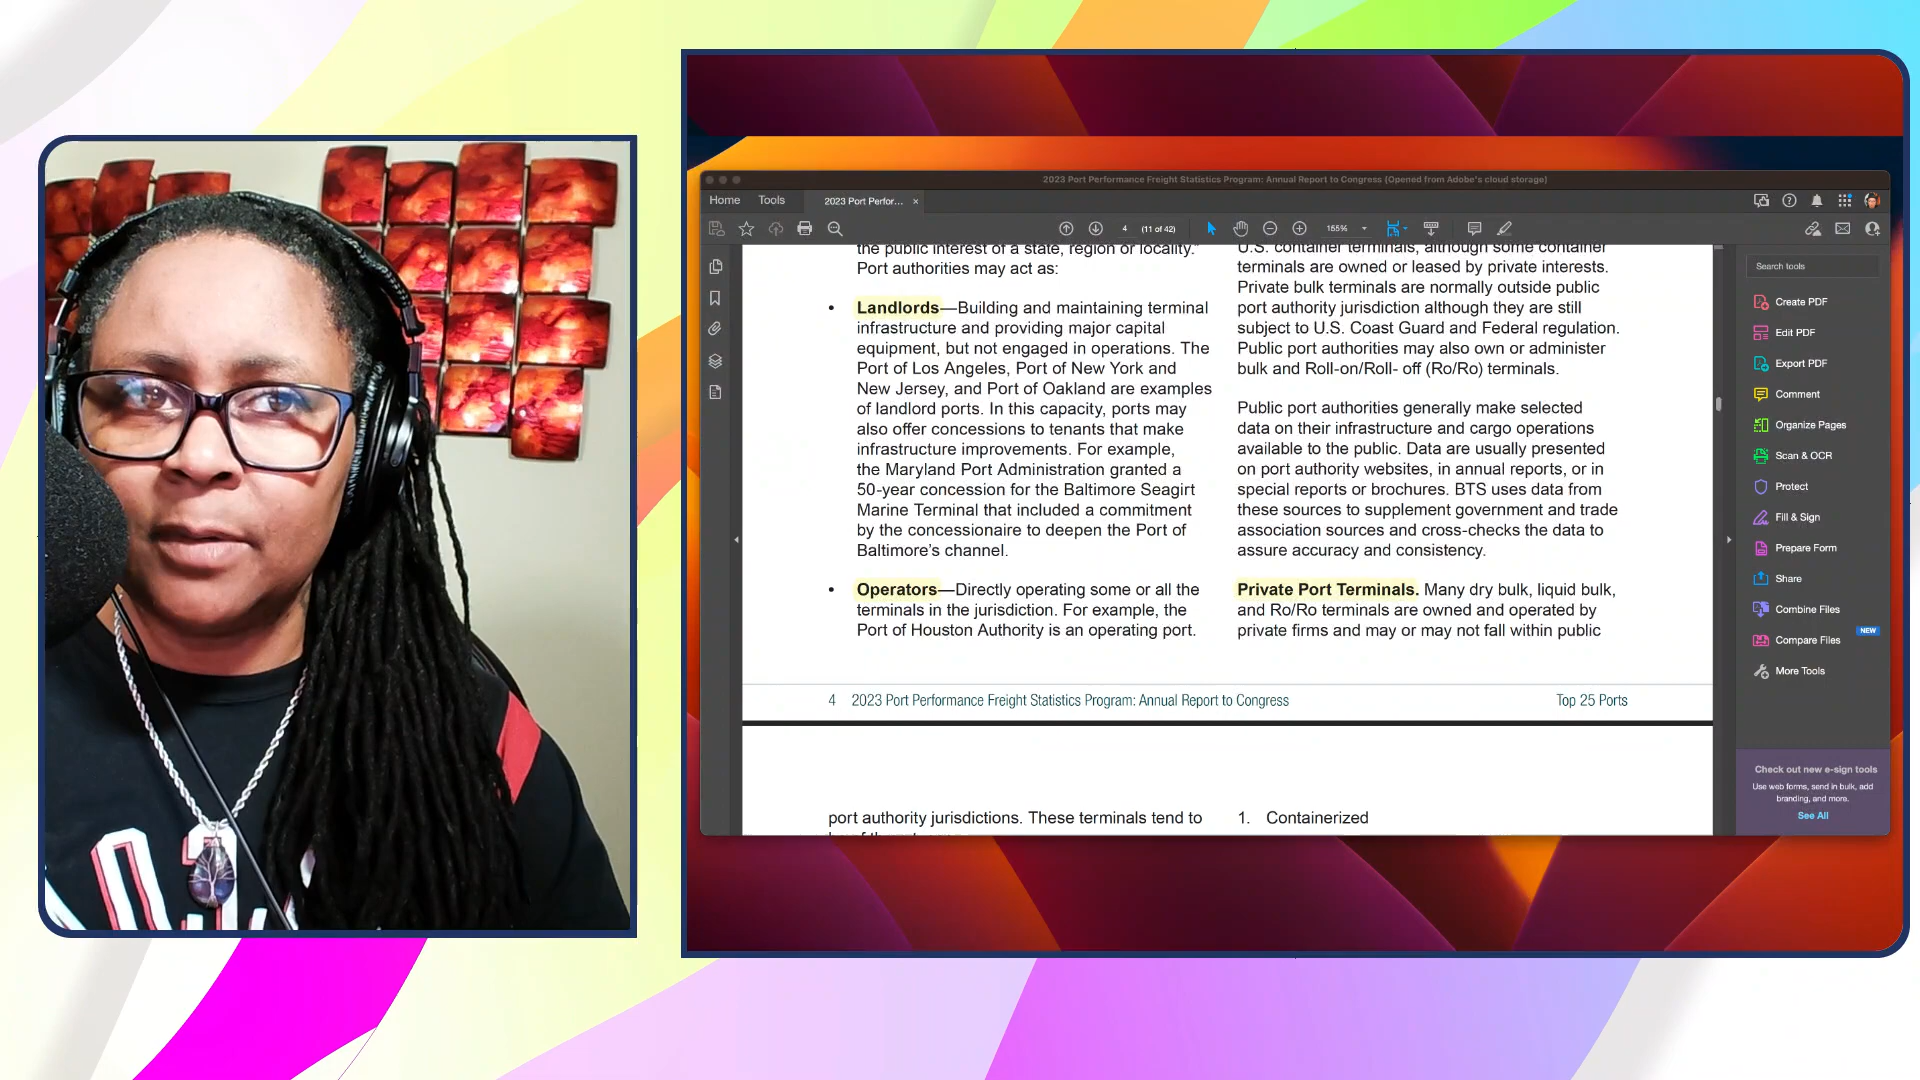 2023 Port Performance Freight Statistics Program: Annual Report to Congress (Opened from Adobe's cloud storage)
Home
Tools
2023 Port Perfor...
4
(11 of 42)
155%
the public interest of a state, region or locality."
Port authorities may act as:
• Landlords—Building and maintaining terminal
infrastructure and providing major capital
equipment, but not engaged in operations. The
Port of Los Angeles, Port of New York and
New Jersey, and Port of Oakland are examples
of landlord ports. In this capacity, ports may
also offer concessions to tenants that make
infrastructure improvements. For example,
the Maryland Port Administration granted a
50-year concession for the Baltimore Seagirt
Marine Terminal that included a commitment
by the concessionaire to deepen the Port of
Baltimore's channel.
• Operators—Directly operating some or all the
terminals in the jurisdiction. For example, the
Port of Houston Authority is an operating port.
U.S. container terminals, although some container
terminals are owned or leased by private interests.
Private bulk terminals are normally outside public
port authority jurisdiction although they are still
subject to U.S. Coast Guard and Federal regulation.
Public port authorities may also own or administer
bulk and Roll-on/Roll- off (Ro/Ro) terminals.
Public port authorities generally make selected
data on their infrastructure and cargo operations
available to the public. Data are usually presented
on port authority websites, in annual reports, or in
special reports or brochures. BTS uses data from
these sources to supplement government and trade
association sources and cross-checks the data to
assure accuracy and consistency.
Private Port Terminals. Many dry bulk, liquid bulk,
and Ro/Ro terminals are owned and operated by
private firms and may or may not fall within public
4 2023 Port Performance Freight Statistics Program: Annual Report to Congress
Top 25 Ports
port authority jurisdictions. These terminals tend to
1. Containerized
Search tools
Create PDF
Edit PDF
Export PDF
Comment
Organize Pages
Scan & OCR
Protect
Fill & Sign
Prepare Form
Share
Combine Files
Compare Files
NEW
More Tools
Check out new e-sign tools
Use web forms, send in bulk, add
branding, and more.
See All